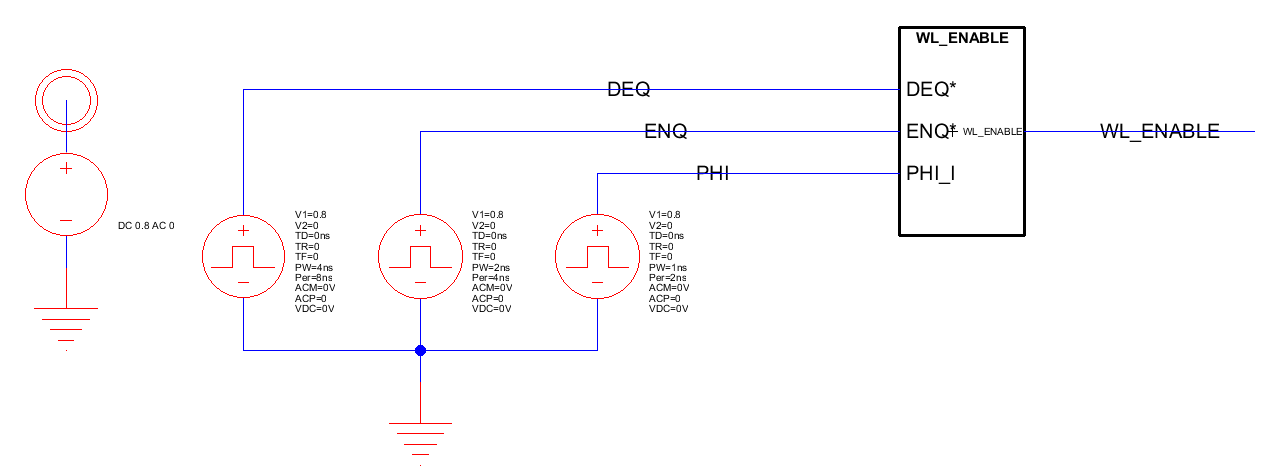 WL_ENABLE
DEQ
DEQ*
ENQ
ENQ*
WL_ENABLE
WL_ENABLE
PHI
PHI_I
DC 0.8 AC 0
V1=0.8
V2=0
TD=0ns
TR=0
TF=0
PW=4ns
Per=8ns
ACM=0V
ACP=0
VDC=0V
V1=0.8
V2=0
TD=0ns
TR=0
TF=0
PW=2ns
Per=4ns
ACM=0V
ACP=0
VDC=0V
V1=0.8
V2=0
TD=0ns
TR=0
TF=0
PW=1ns
Per=2ns
ACM=0V
ACP=0
VDC=0V